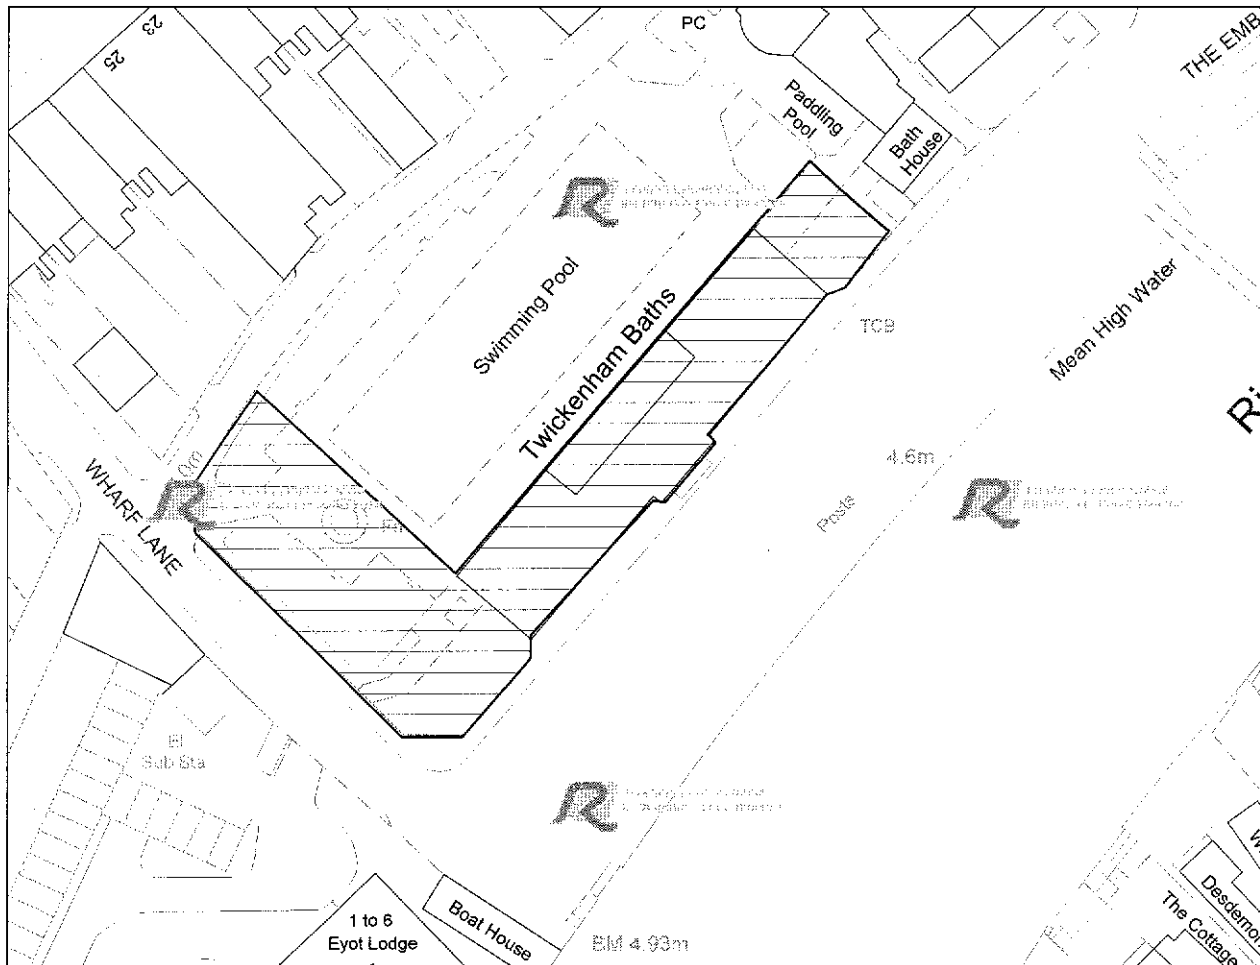 23
25
PC
THE EMB
Paddling
Pool
Bath
House
Swimming Pool
Twickenham Baths
TCB
Mean High Water
Ri
4.6m
Posts
WHARF LANE
El
Sub Sta
1 to 6
Eyot Lodge
Boat House
BM 4.93m
Desdemo
The Cottage
W
R
R
R
R